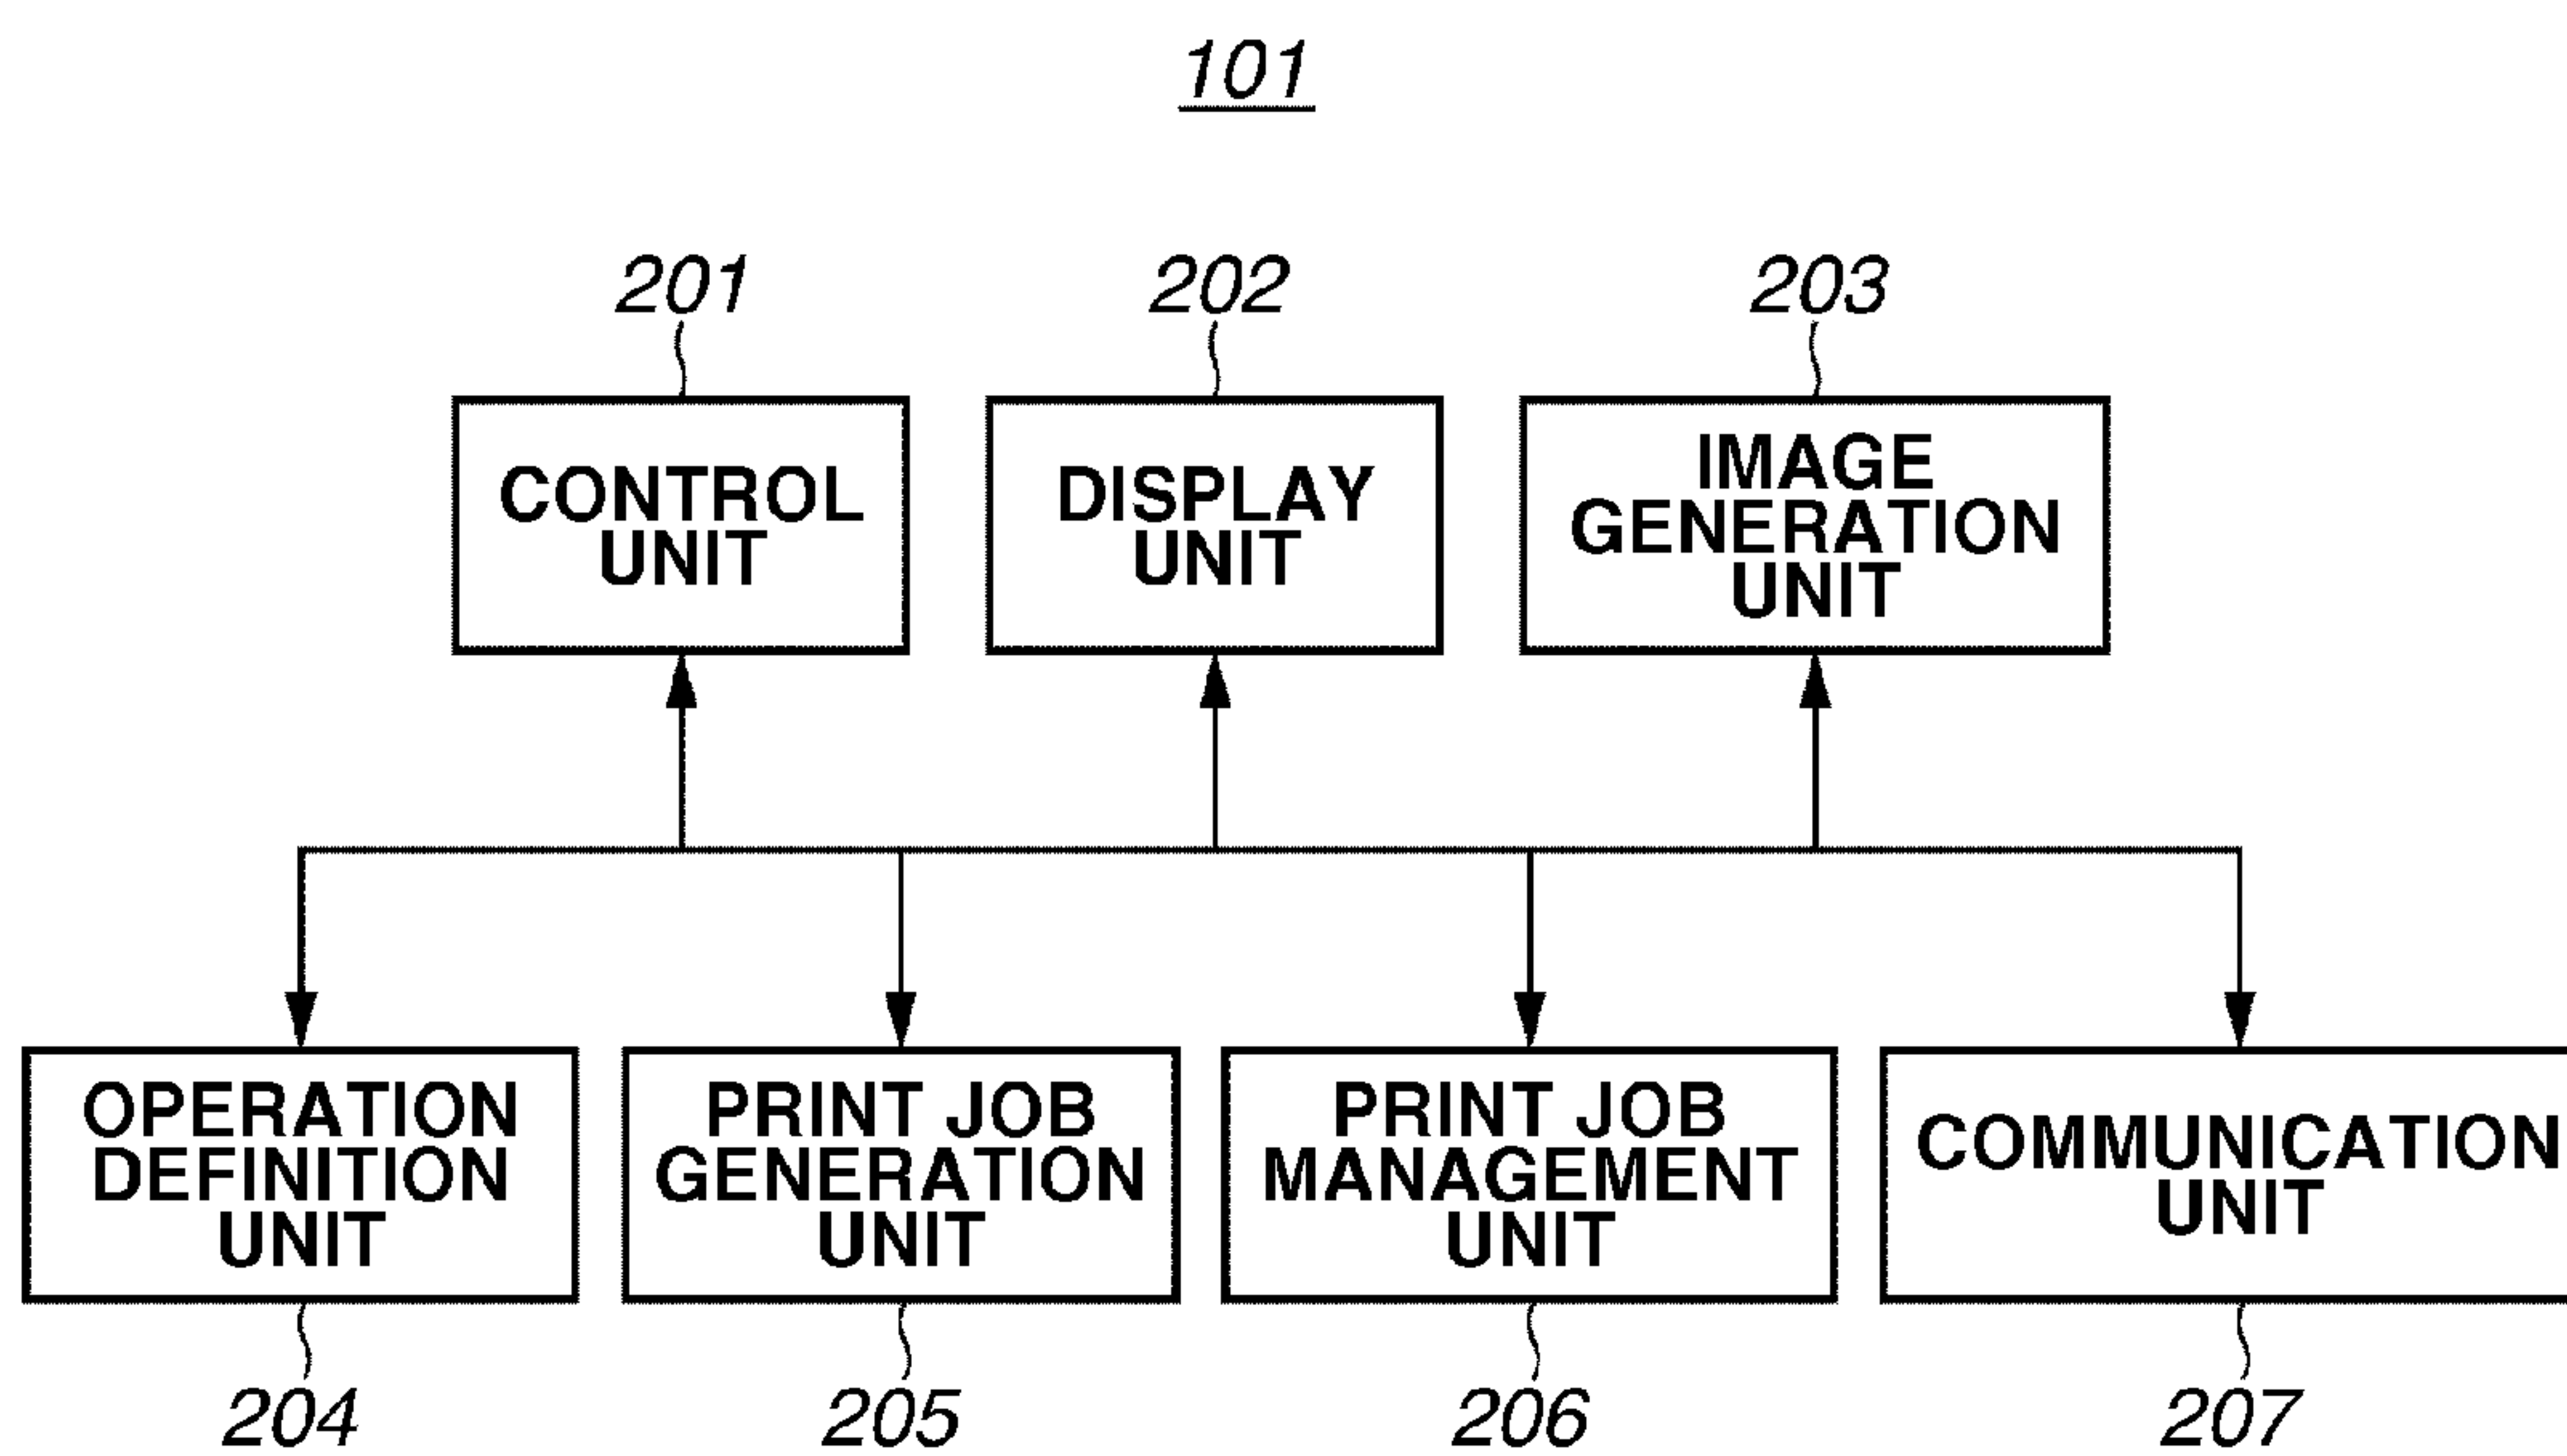 101
201
202
203
CONTROL
UNIT
DISPLAY
UNIT
IMAGE
GENERATION
UNIT
OPERATION
DEFINITION
UNIT
PRINT JOB
GENERATION
UNIT
PRINT JOB
MANAGEMENT
UNIT
COMMUNICATION
UNIT
204
205
206
207